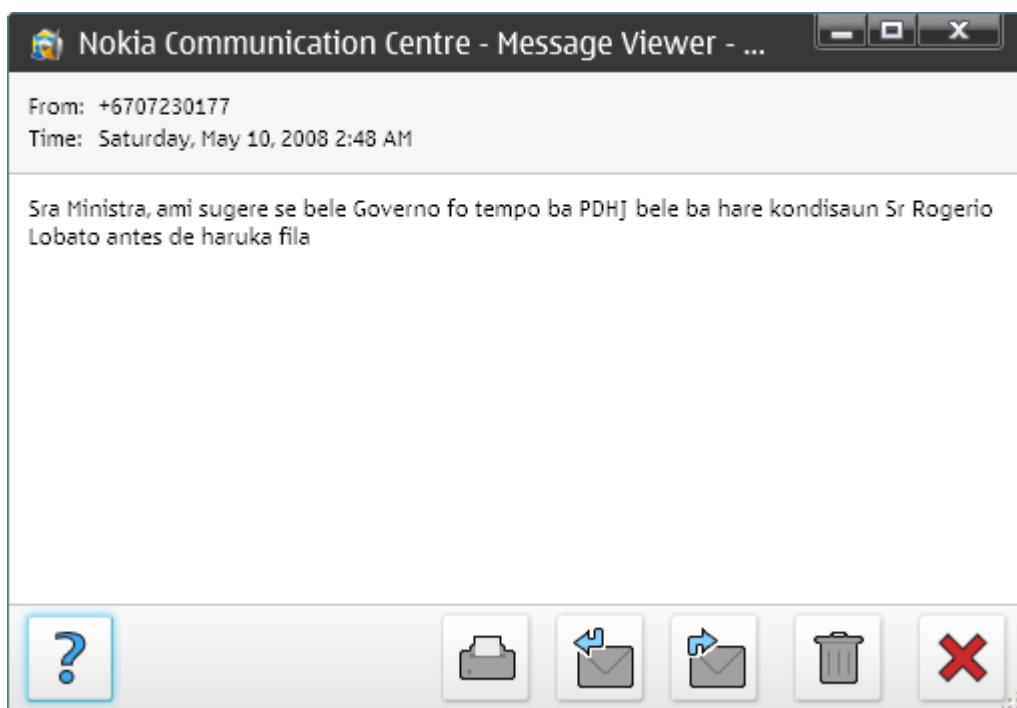 Nokia Communication Centre - Message Viewer - ...
From: +6707230177
Time: Saturday, May 10, 2008 2:48 AM
Sra Ministra, ami sugere se bele Governo fo tempo ba PDHJ bele ba hare kondisaun Sr Rogerio
Lobato antes de haruka fila